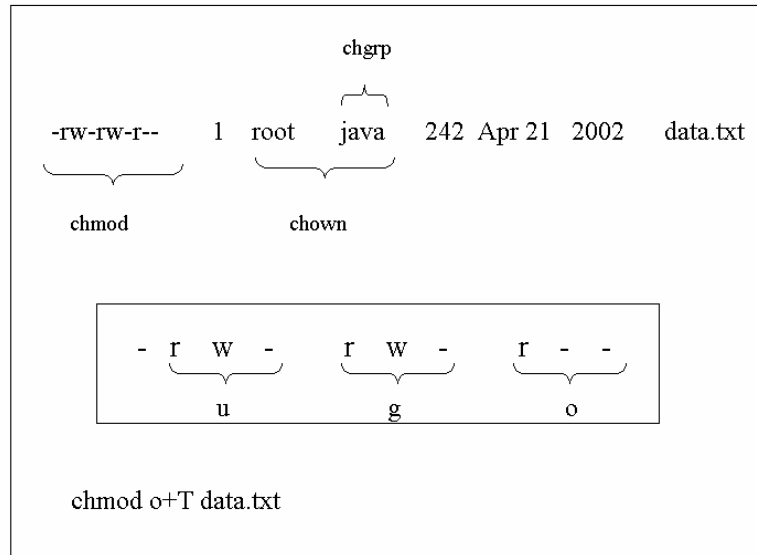 chgrp
-rw-rw-r-- 1 root java 242 Apr 21 2002 data.txt
chmod chown
- r w - r w - r - -
u g o
chmod o+T data.txt